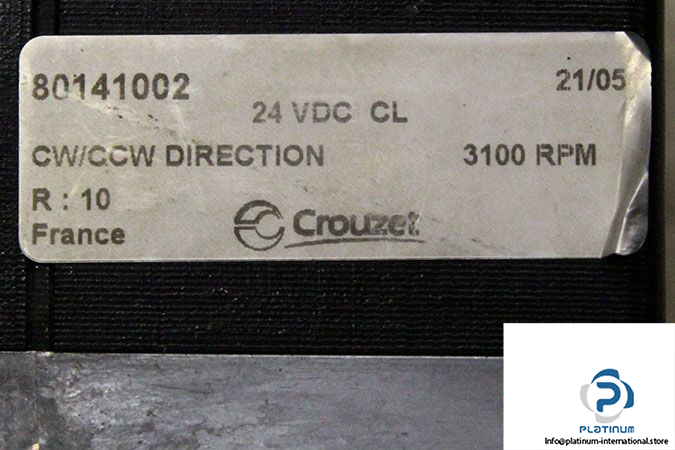 80141002 21/05
24 VDC CL
CW/CCW DIRECTION 3100 RPM
R : 10
France Crouzet
PLATINUM
Info@platinum-international.store